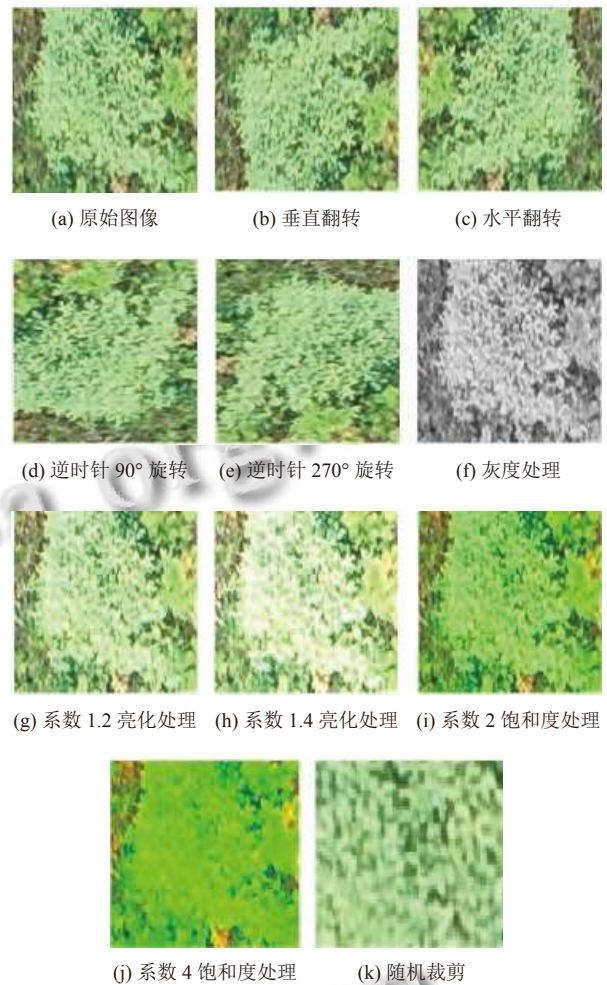 (a) 原始图像 (b) 垂直翻转 (c) 水平翻转
(d) 逆时针 90° 旋转 (e) 逆时针 270° 旋转 (f) 灰度处理
(g) 系数 1.2 亮化处理 (h) 系数 1.4 亮化处理 (i) 系数 2 饱和度处理
(j) 系数 4 饱和度处理 (k) 随机裁剪